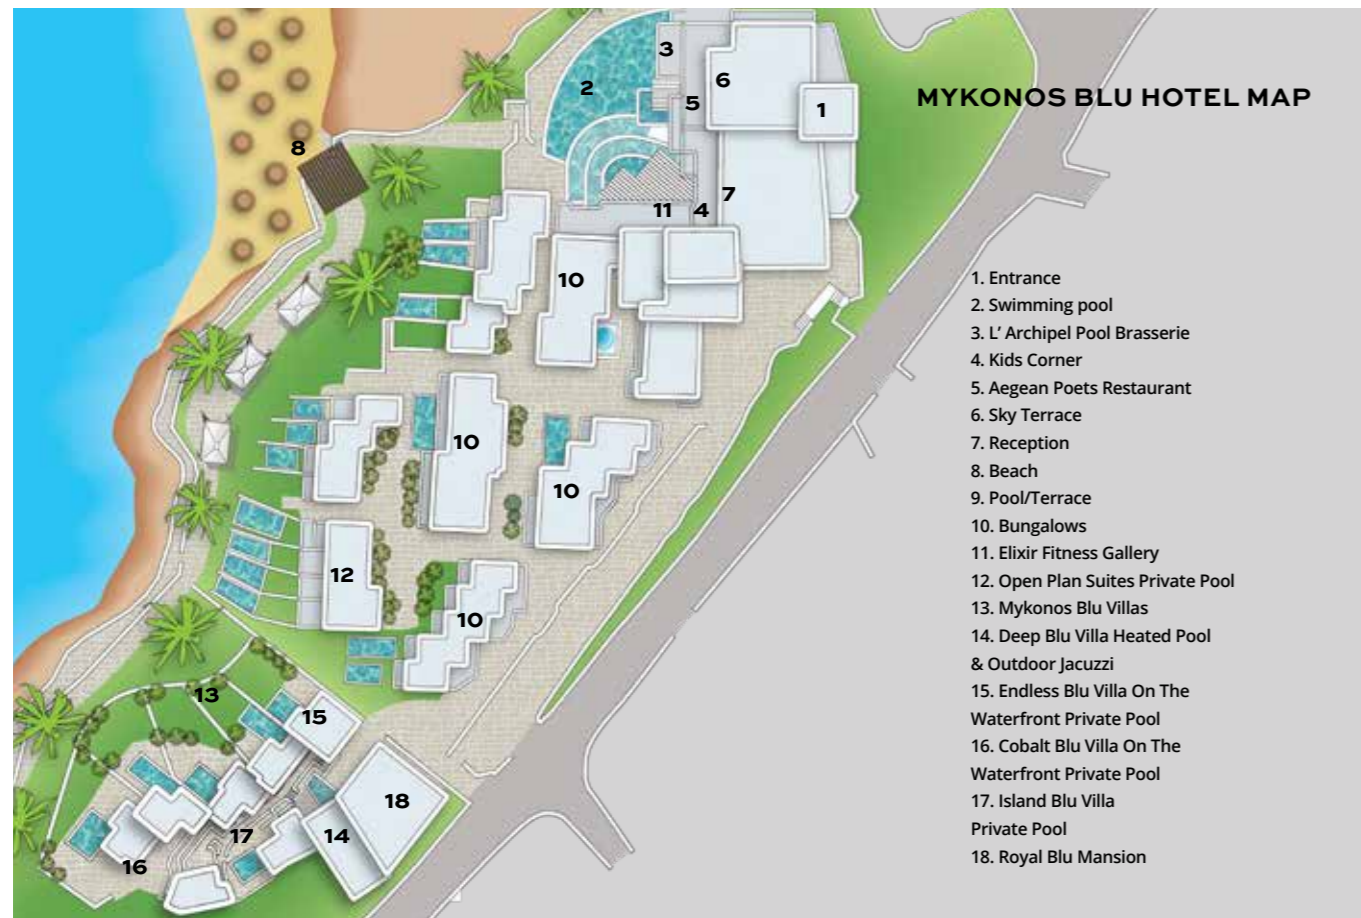 MYKONOS BLU HOTEL MAP
3
6
2
5
1
8
7
11
4
10
10
10
12
10
13
15
18
14
17
16
1. Entrance
2. Swimming pool
3. L’ Archipel Pool Brasserie
4. Kids Corner
5. Aegean Poets Restaurant
6. Sky Terrace
7. Reception
8. Beach
9. Pool/Terrace
10. Bungalows
11. Elixir Fitness Gallery
12. Open Plan Suites Private Pool
13. Mykonos Blu Villas
14. Deep Blu Villa Heated Pool
& Outdoor Jacuzzi
15. Endless Blu Villa On The
Waterfront Private Pool
16. Cobalt Blu Villa On The
Waterfront Private Pool
17. Island Blu Villa
Private Pool
18. Royal Blu Mansion